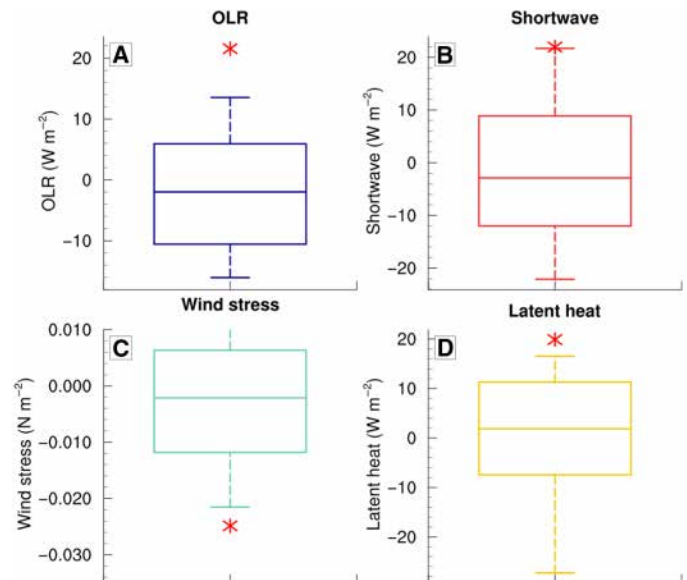 OLR
A
20
10
0
−10
OLR (W m⁻²)
Shortwave
B
20
10
0
−10
−20
Shortwave (W m⁻²)
Wind stress
C
0.010
0.000
−0.010
−0.020
−0.030
Wind stress (N m⁻²)
Latent heat
D
20
10
0
−10
−20
Latent heat (W m⁻²)